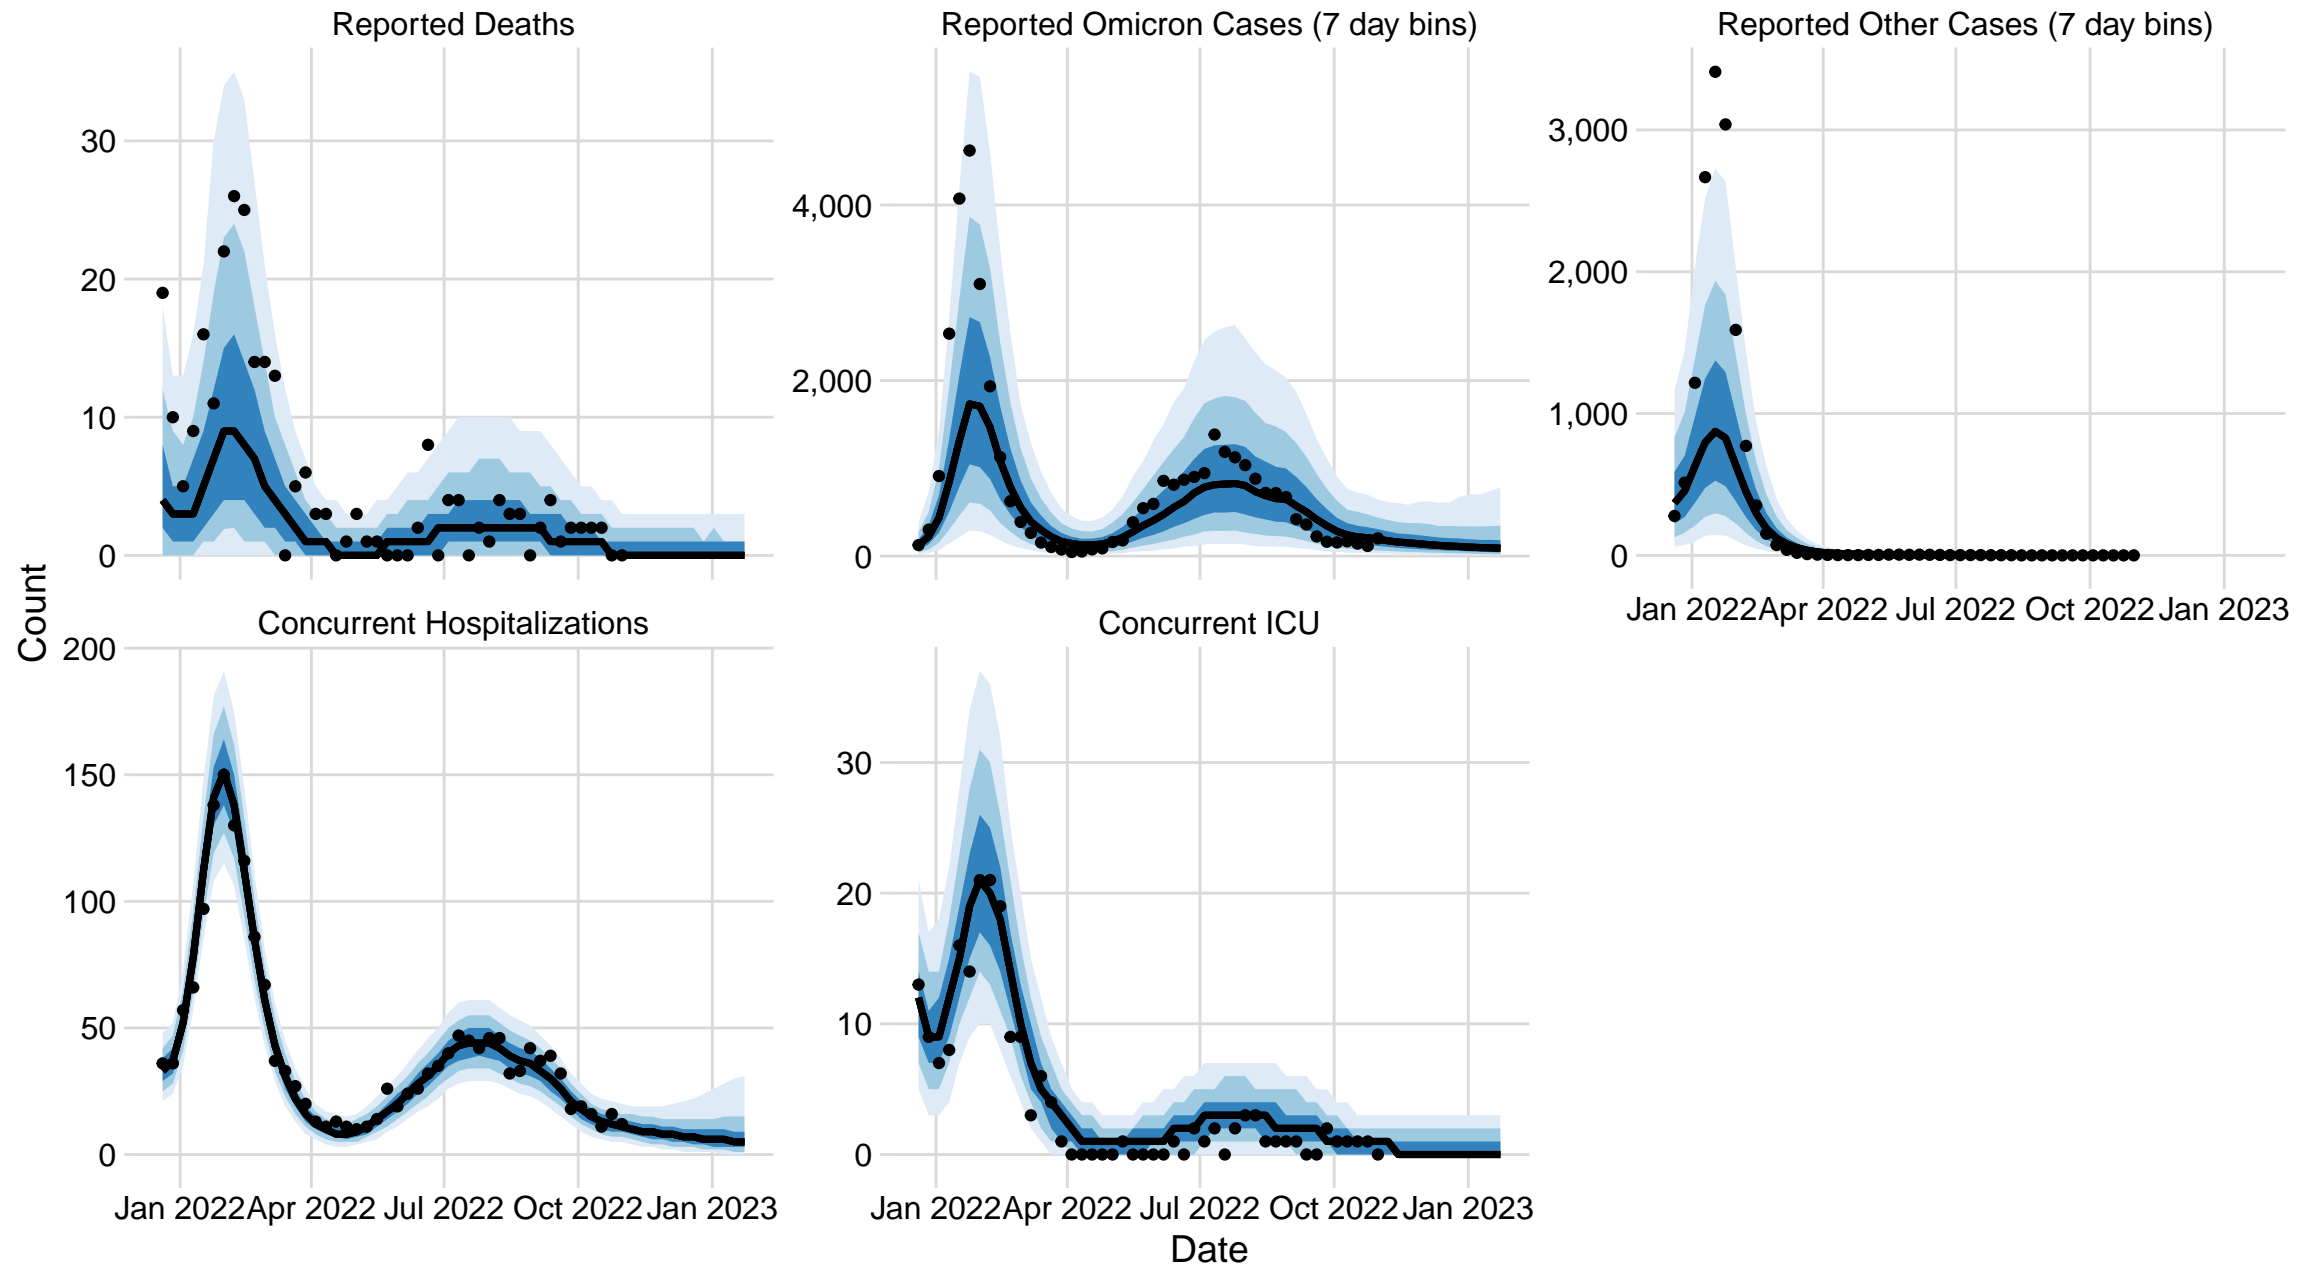 Reported Deaths
Reported Omicron Cases (7 day bins)
Reported Other Cases (7 day bins)
30
20
10
0
4,000
2,000
0
3,000
2,000
1,000
0
Jan 2022 Apr 2022 Jul 2022 Oct 2022 Jan 2023
Count
Concurrent Hospitalizations
Concurrent ICU
200
150
100
50
0
30
20
10
0
Jan 2022 Apr 2022 Jul 2022 Oct 2022 Jan 2023
Jan 2022 Apr 2022 Jul 2022 Oct 2022 Jan 2023
Date